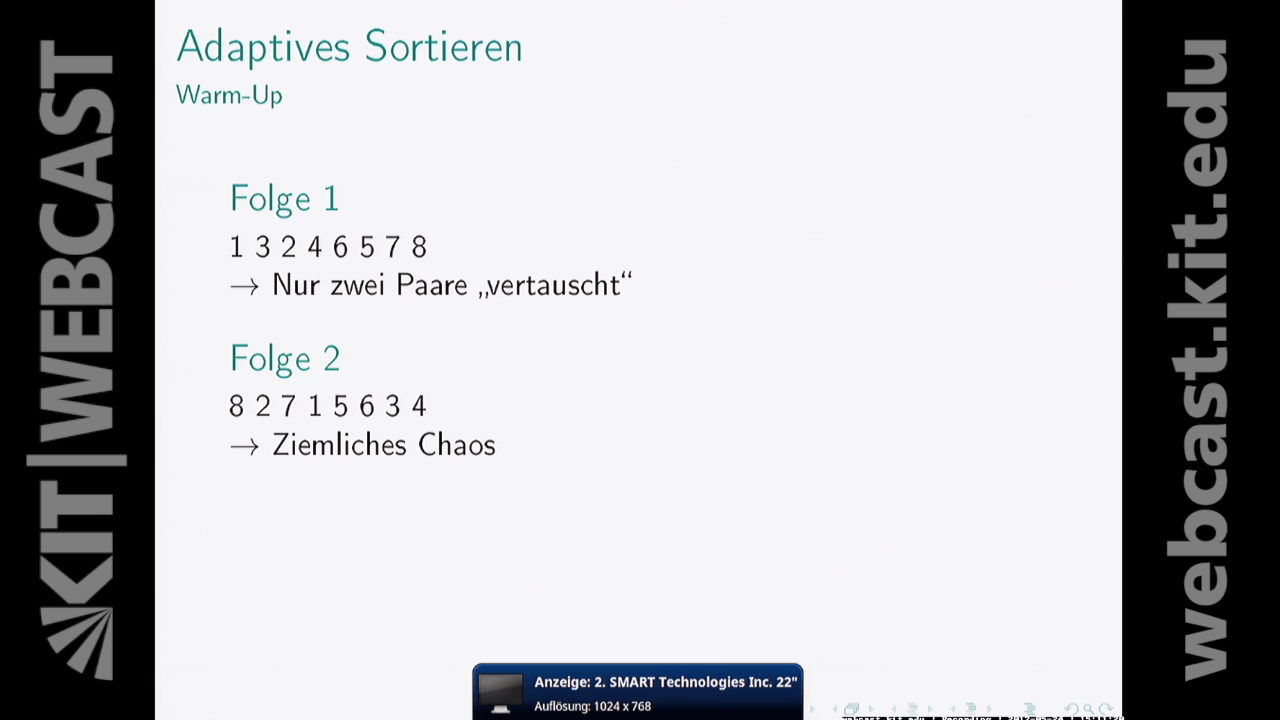 Adaptives Sortieren
Warm-Up
Folge 1
1 3 2 4 6 5 7 8
→ Nur zwei Paare „vertauscht“
Folge 2
8 2 7 1 5 6 3 4
→ Ziemliches Chaos
Anzeige: 2. SMART Technologies Inc. 22"
Auflösung: 1024 x 768
KIT|WEBCAST
webcast.kit.edu